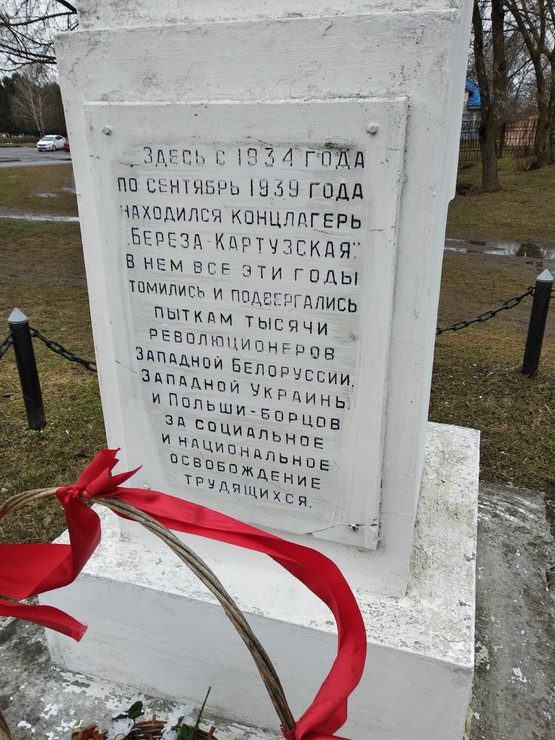 ЗДЕСЬ С 1934 ГОДА
ПО СЕНТЯБРЬ 1939 ГОДА
НАХОДИЛСЯ КОНЦЛАГЕРЬ
„БЕРЕЗА-КАРТУЗСКАЯ"
В НЕМ ВСЕ ЭТИ ГОДЫ
ТОМИЛИСЬ И ПОДВЕРГАЛИСЬ
ПЫТКАМ ТЫСЯЧИ
РЕВОЛЮЦИОНЕРОВ
ЗАПАДНОЙ БЕЛОРУССИИ,
ЗАПАДНОЙ УКРАИНЫ
И ПОЛЬШИ-БОРЦОВ
ЗА СОЦИАЛЬНОЕ
И НАЦИОНАЛЬНОЕ
ОСВОБОЖДЕНИЕ
ТРУДЯЩИХСЯ.